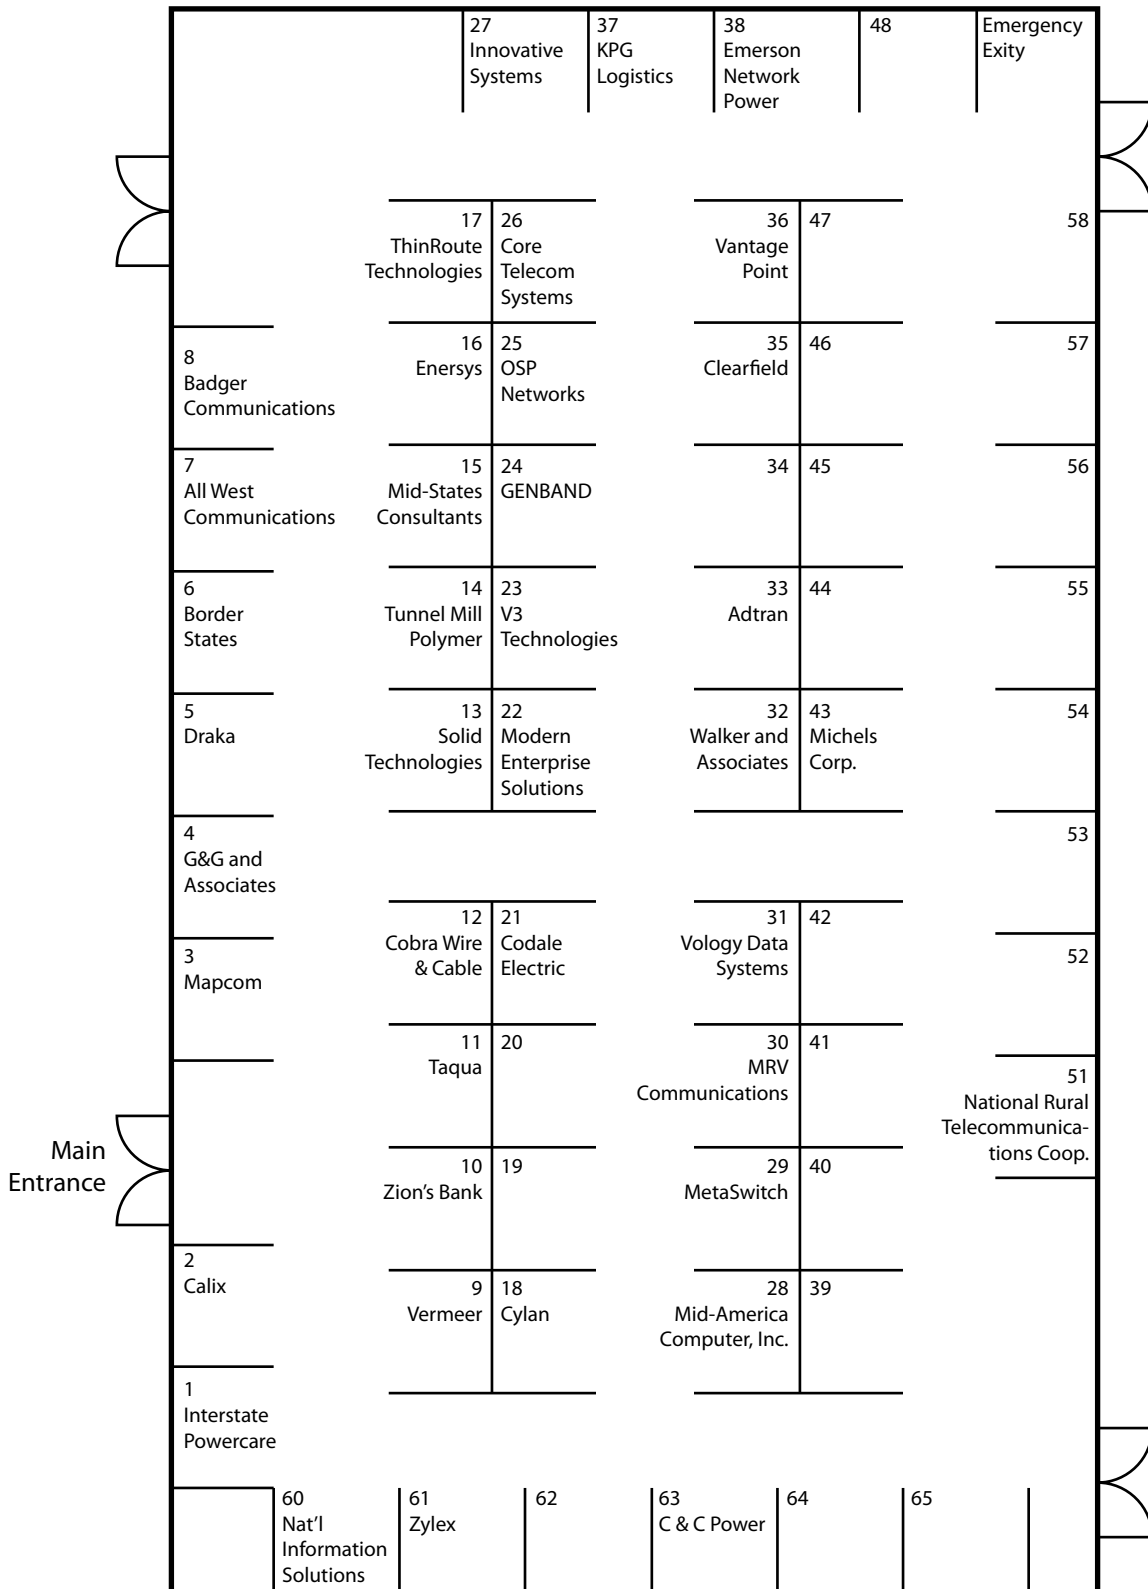 27
Innovative
Systems
37
KPG
Logistics
38
Emerson
Network
Power
48
Emergency
Exity
17
ThinRoute
Technologies
26
Core
Telecom
Systems
36
Vantage
Point
47
58
8
Badger
Communications
16
Enersys
25
OSP
Networks
35
Clearfield
46
57
7
All West
Communications
15
Mid-States
Consultants
24
GENBAND
34
45
56
6
Border
States
14
Tunnel Mill
Polymer
23
V3
Technologies
33
Adtran
44
55
5
Draka
13
Solid
Technologies
22
Modern
Enterprise
Solutions
32
Walker and
Associates
43
Michels
Corp.
54
4
G&G and
Associates
53
3
Mapcom
12
Cobra Wire
& Cable
21
Codale
Electric
31
Vology Data
Systems
42
52
11
Taqua
20
30
MRV
Communications
41
51
National Rural
Telecommunica-
tions Coop.
Main
Entrance
10
Zion's Bank
19
29
MetaSwitch
40
2
Calix
9
Vermeer
18
Cylan
28
Mid-America
Computer, Inc.
39
1
Interstate
Powercare
60
Nat'l
Information
Solutions
61
Zylex
62
63
C & C Power
64
65